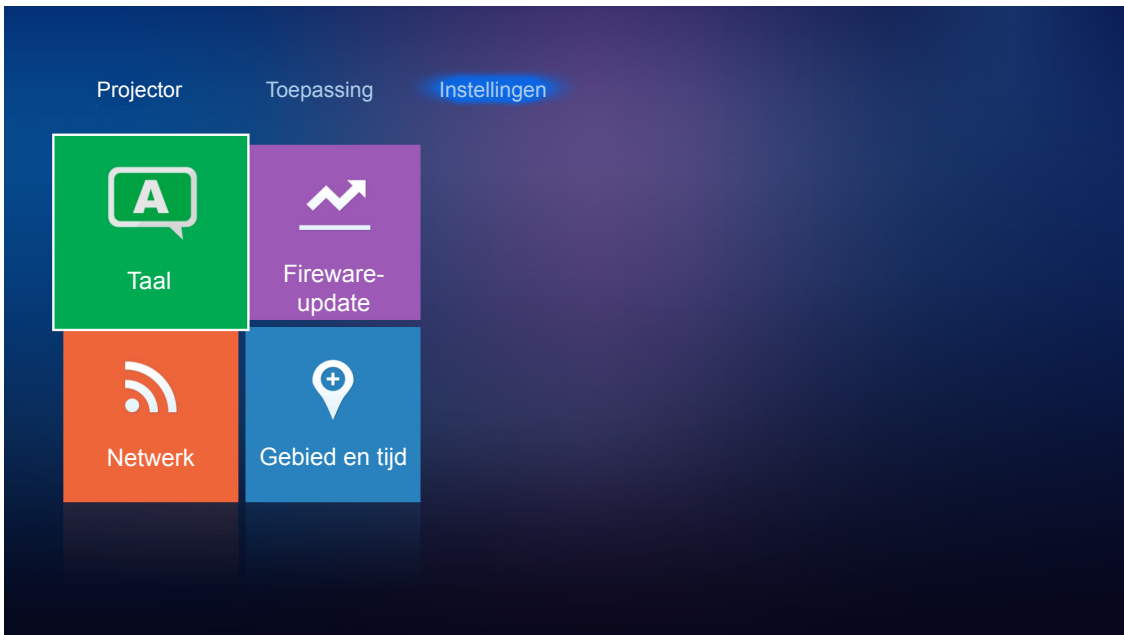 Projector
Toepassing
Instellingen
A
Taal
Fireware-
update
Netwerk
Gebied en tijd